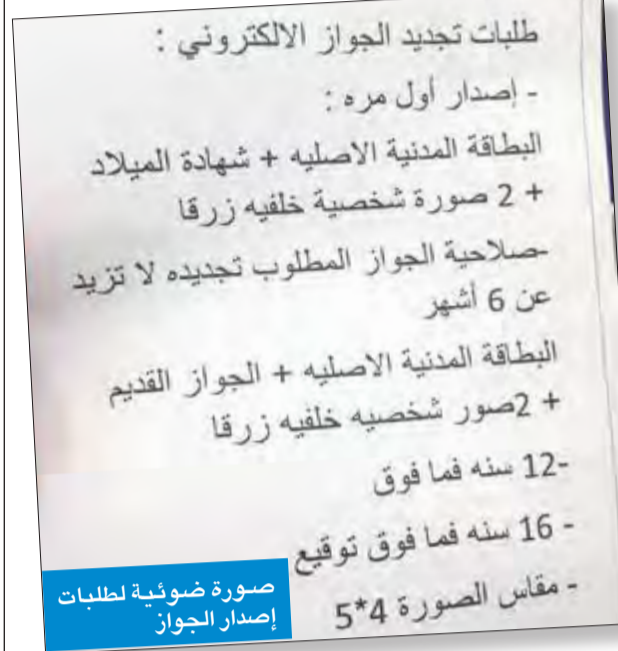 طلبات تجديد الجواز الالكتروني :
- إصدار أول مره :
البطاقة المدنية الاصليه + شهادة الميلاد
+ 2 صورة شخصية خلفيه زرقا
-صلاحية الجواز المطلوب تجديده لا تزيد
عن 6 أشهر
البطاقة المدنية الاصليه + الجواز القديم
+ 2صور شخصيه خلفيه زرقا
-12 سنه فما فوق
- 16 سنه فما فوق توقيع
- مقاس الصورة 4*5
صورة ضوئية لطلبات
إصدار الجواز